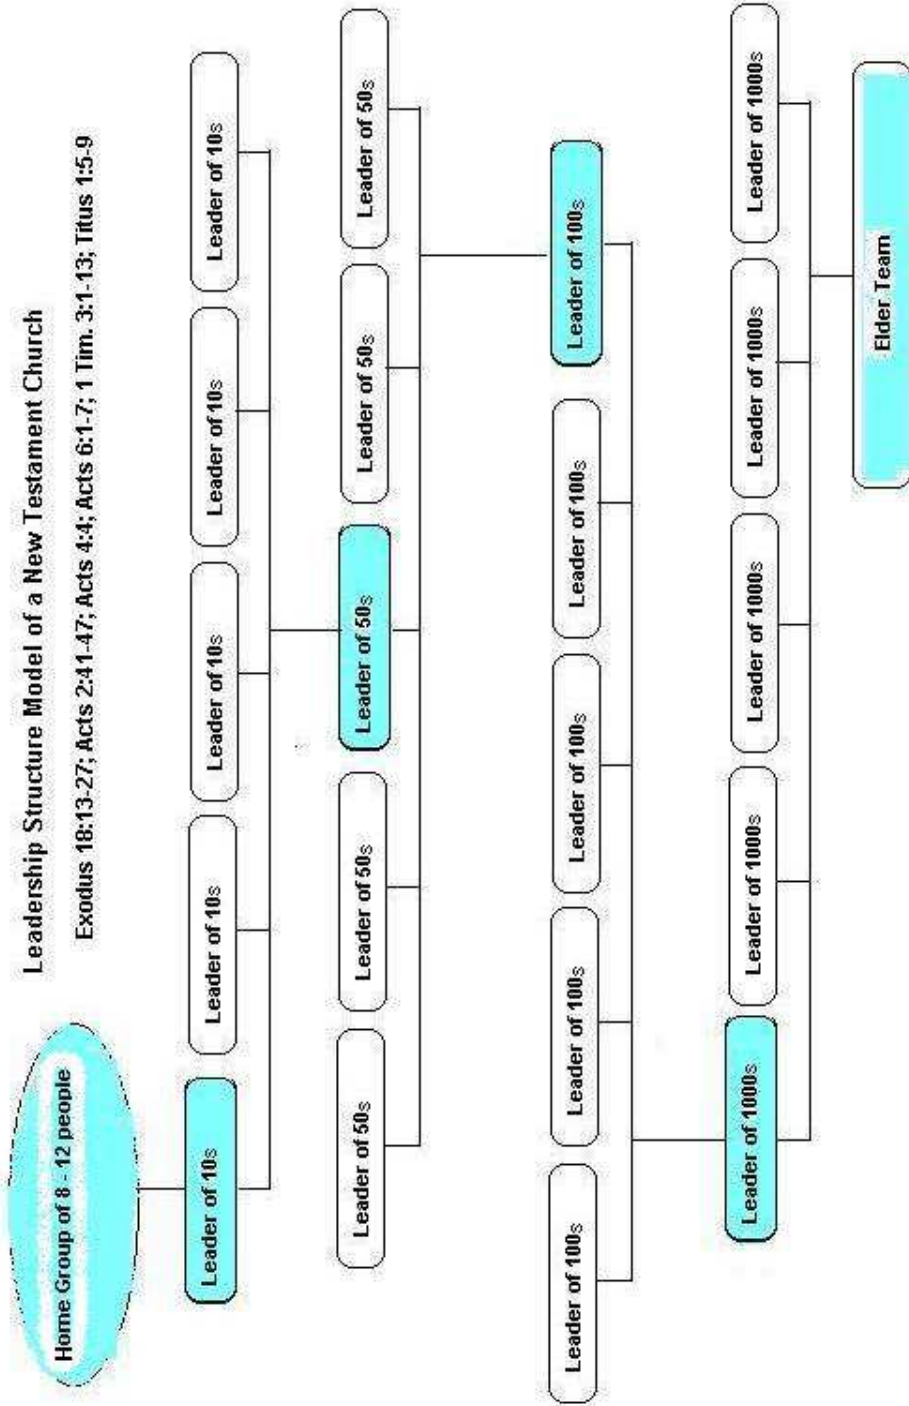 Leadership Structure Model of a New Testament Church
Exodus 18:13-27; Acts 2:41-47; Acts 4:4; Acts 6:1-7; 1 Tim. 3:1-13; Titus 1:5-9
Home Group of 8 - 12 people
Leader of 10s
Leader of 10s
Leader of 10s
Leader of 10s
Leader of 10s
Leader of 50s
Leader of 50s
Leader of 50s
Leader of 50s
Leader of 50s
Leader of 100s
Leader of 100s
Leader of 100s
Leader of 100s
Leader of 100s
Leader of 1000s
Leader of 1000s
Leader of 1000s
Leader of 1000s
Leader of 1000s
Elder Team